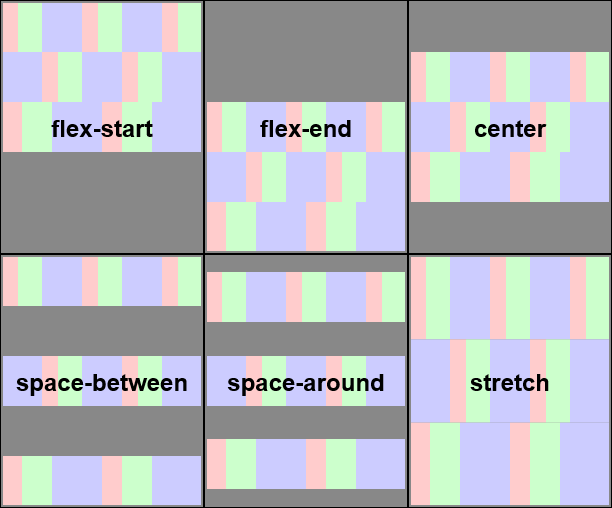 flex-start
flex-end
center
space-between
space-around
stretch